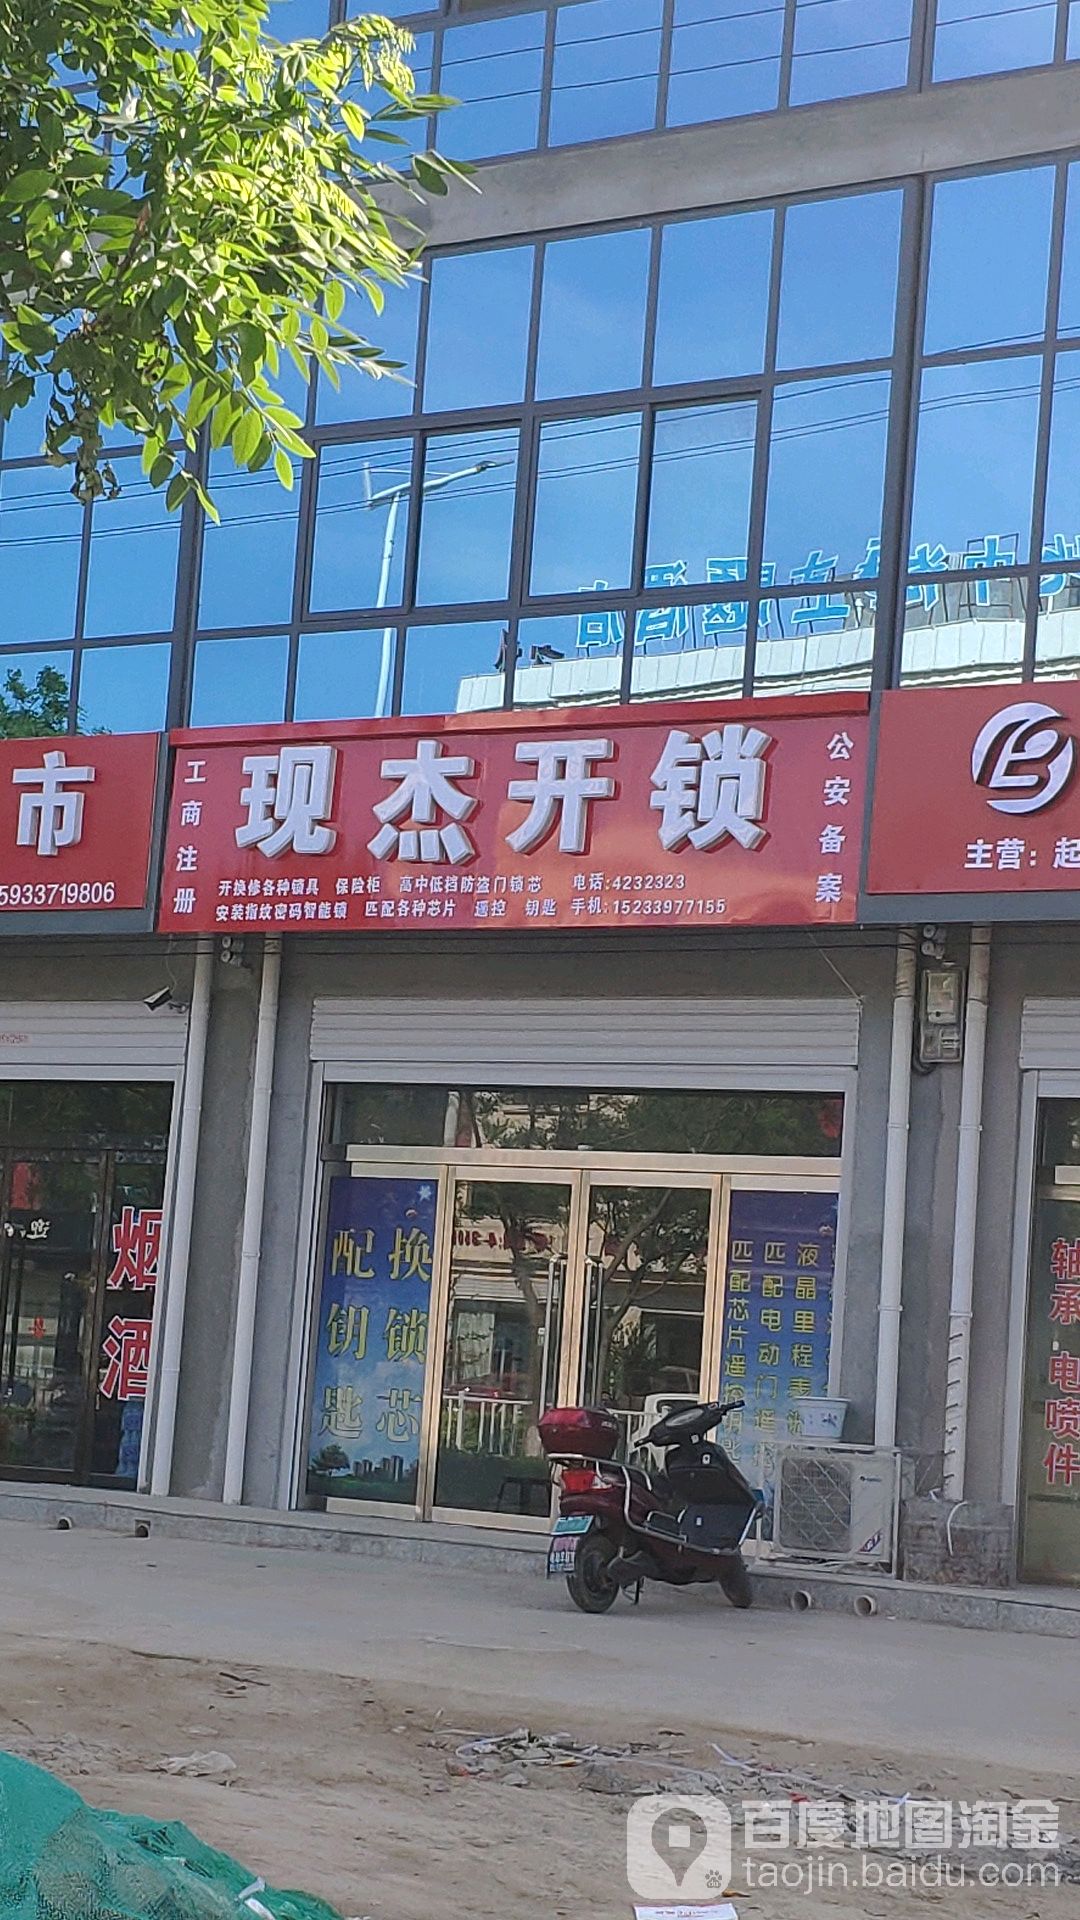 市
5933719806
工商注册
现杰开锁
公安备案
开换修各种锁具 保险柜 高中低挡防盗门锁芯 电话:4232323
安装指纹密码智能锁 匹配各种芯片 遥控 钥匙 手机:15233977155
主营：起
烟酒
换锁芯
配钥匙
液晶里程表
匹配电动门遥控
匹配芯片遥控钥匙
轴承 电喷件
百度地图淘金
taojin.baidu.com